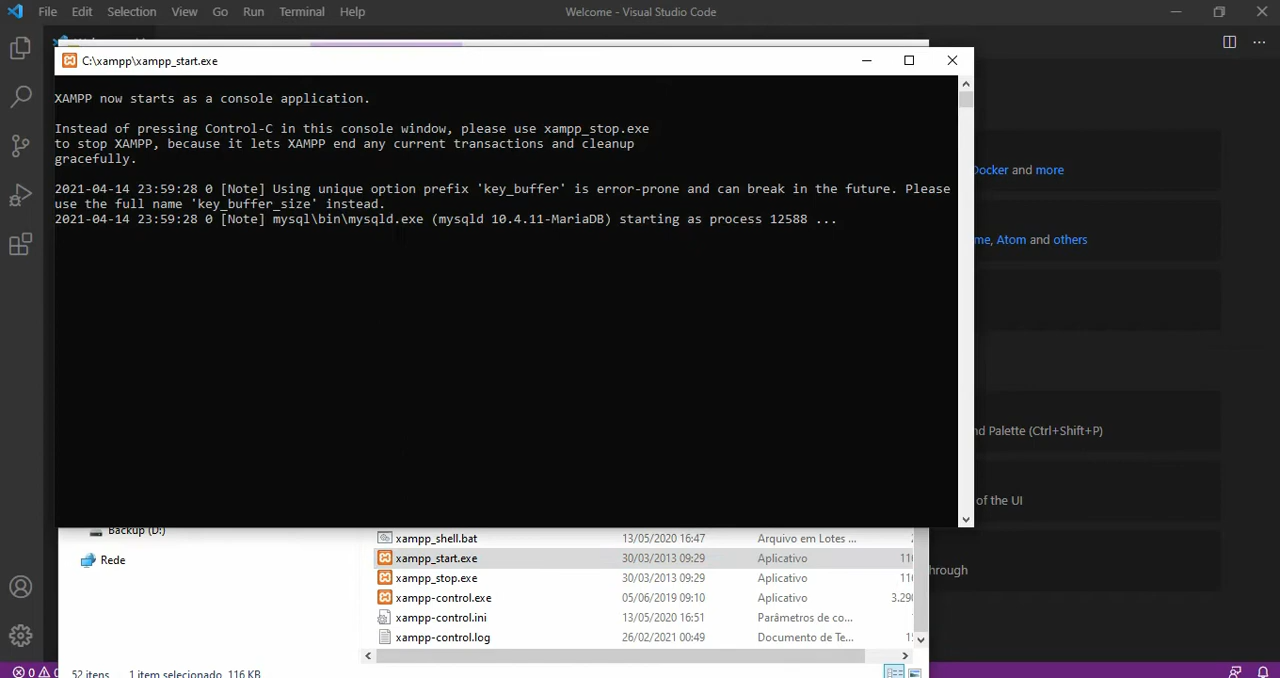 File Edit Selection View Go Run Terminal Help
Welcome - Visual Studio Code
C:\xampp\xampp_start.exe
XAMPP now starts as a console application.
Instead of pressing Control-C in this console window, please use xampp_stop.exe
to stop XAMPP, because it lets XAMPP end any current transactions and cleanup
gracefully.
2021-04-14 23:59:28 0 [Note] Using unique option prefix 'key_buffer' is error-prone and can break in the future. Please
use the full name 'key_buffer_size' instead.
2021-04-14 23:59:28 0 [Note] mysql\bin\mysqld.exe (mysqld 10.4.11-MariaDB) starting as process 12588 ...
Docker and more
me, Atom and others
nd Palette (Ctrl+Shift+P)
of the UI
hrough
Backup (D:)
Rede
xampp_shell.bat 13/05/2020 16:47 Arquivo em Lotes ...
xampp_start.exe 30/03/2013 09:29 Aplicativo 116
xampp_stop.exe 30/03/2013 09:29 Aplicativo 116
xampp-control.exe 05/06/2019 09:10 Aplicativo 3.290
xampp-control.ini 13/05/2020 16:51 Parâmetros de co...
xampp-control.log 26/02/2021 00:49 Documento de Te...
52 itens 1 item selecionado 116 KB
0 0